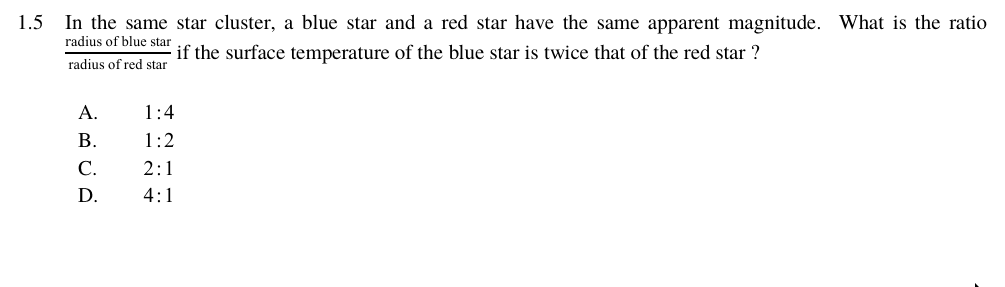 1.5 In the same star cluster, a blue star and a red star have the same apparent magnitude. What is the ratio
radius of blue star
radius of red star
if the surface temperature of the blue star is twice that of the red star ?
A. 1:4
B. 1:2
C. 2:1
D. 4:1